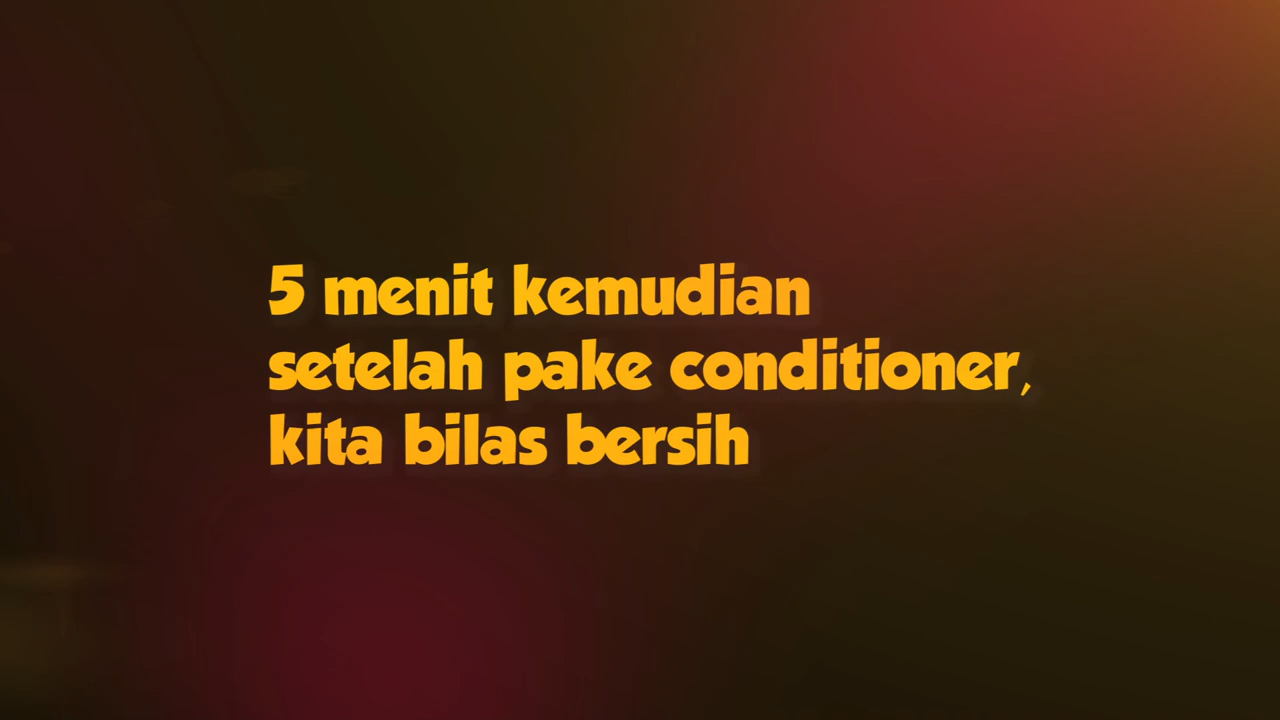 5 menit kemudian
setelah pake conditioner,
kita bilas bersih